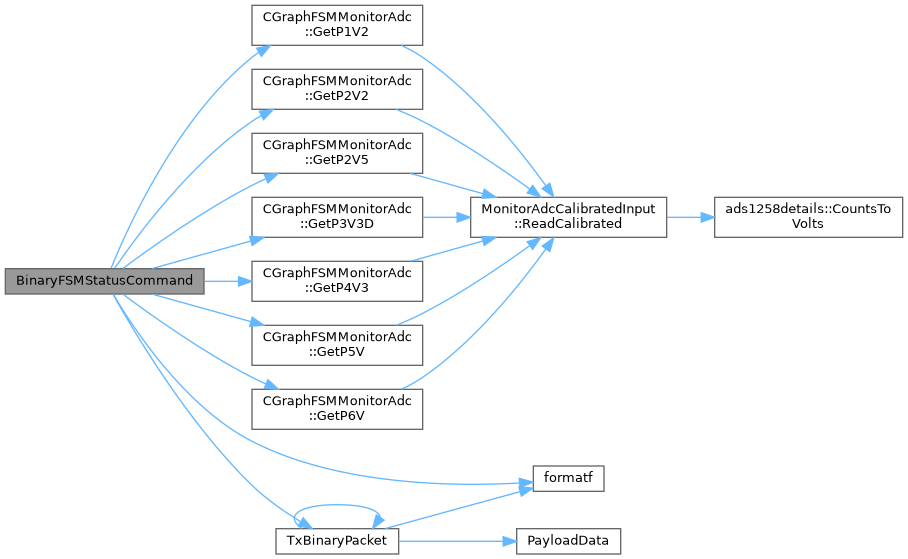 CGraphFSMMonitorAdc
::GetP1V2
CGraphFSMMonitorAdc
::GetP2V2
CGraphFSMMonitorAdc
::GetP2V5
CGraphFSMMonitorAdc
::GetP3V3D
MonitorAdcCalibratedInput
::ReadCalibrated
ads1258details::CountsTo
Volts
BinaryFSMStatusCommand
CGraphFSMMonitorAdc
::GetP4V3
CGraphFSMMonitorAdc
::GetP5V
CGraphFSMMonitorAdc
::GetP6V
formatf
TxBinaryPacket
PayloadData